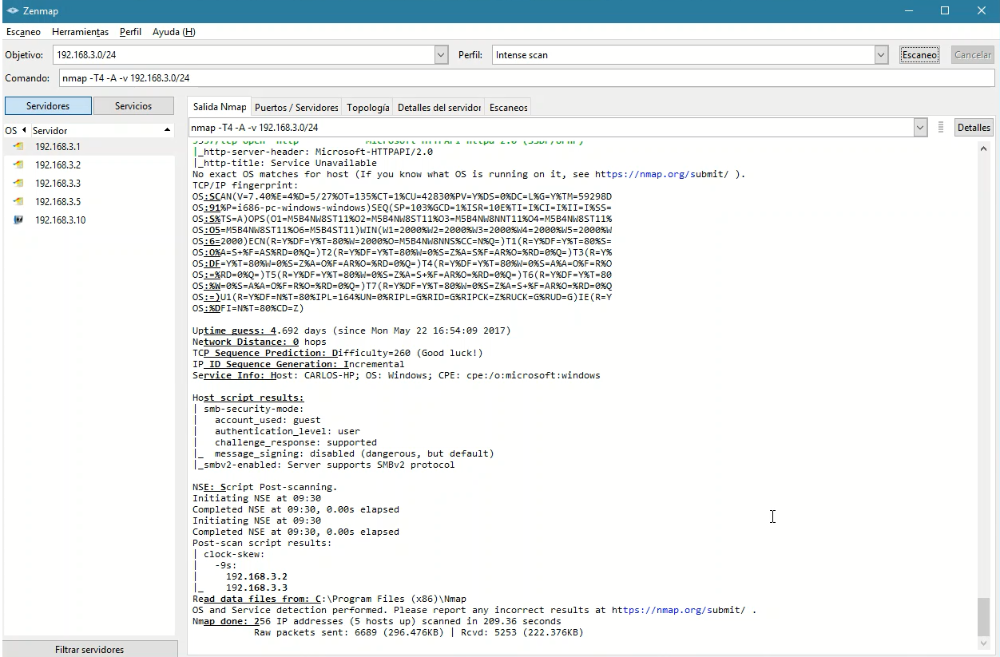 Zenmap
Escaneo Herramientas Perfil Ayuda (H)
Objetivo: 192.168.3.0/24 Perfil: Intense scan Escaneo Cancelar
Comando: nmap -T4 -A -v 192.168.3.0/24
Servidores Servicios
OS Servidor
192.168.3.1
192.168.3.2
192.168.3.3
192.168.3.5
192.168.3.10
Filtrar servidores
Salida Nmap Puertos / Servidores Topología Detalles del servidor Escaneos
nmap -T4 -A -v 192.168.3.0/24 Detalles
|_http-server-header: Microsoft-HTTPAPI/2.0
|_http-title: Service Unavailable
No exact OS matches for host (If you know what OS is running on it, see https://nmap.org/submit/ ).
TCP/IP fingerprint:
OS:SCAN(V=7.40%E=4%D=5/27%OT=135%CT=1%CU=42830%PV=Y%DS=0%DC=L%G=Y%TM=59298D
OS:91%P=i686-pc-windows-windows)SEQ(SP=103%GCD=1%ISR=10E%TI=I%CI=I%II=I%SS=
OS:S%TS=A)OPS(O1=M5B4NW8ST11%O2=M5B4NW8ST11%O3=M5B4NW8NNT11%O4=M5B4NW8ST11%
OS:O5=M5B4NW8ST11%O6=M5B4ST11)WIN(W1=2000%W2=2000%W3=2000%W4=2000%W5=2000%W
OS:6=2000)ECN(R=Y%DF=Y%T=80%W=2000%O=M5B4NW8NNS%CC=N%Q=)T1(R=Y%DF=Y%T=80%S=
OS:O%A=S+%F=AS%RD=0%Q=)T2(R=Y%DF=Y%T=80%W=0%S=Z%A=S%F=AR%O=%RD=0%Q=)T3(R=Y%
OS:DF=Y%T=80%W=0%S=Z%A=O%F=AR%O=%RD=0%Q=)T4(R=Y%DF=Y%T=80%W=0%S=A%A=O%F=R%O
OS:=%RD=0%Q=)T5(R=Y%DF=Y%T=80%W=0%S=Z%A=S+%F=AR%O=%RD=0%Q=)T6(R=Y%DF=Y%T=80
OS:%W=0%S=A%A=O%F=R%O=%RD=0%Q=)T7(R=Y%DF=Y%T=80%W=0%S=Z%A=S+%F=AR%O=%RD=0%Q
OS:=)U1(R=Y%DF=N%T=80%IPL=164%UN=0%RIPL=G%RID=G%RIPCK=Z%RUCK=G%RUD=G)IE(R=Y
OS:%DFI=N%T=80%CD=Z)
Uptime guess: 4.692 days (since Mon May 22 16:54:09 2017)
Network Distance: 0 hops
TCP Sequence Prediction: Difficulty=260 (Good luck!)
IP ID Sequence Generation: Incremental
Service Info: Host: CARLOS-HP; OS: Windows; CPE: cpe:/o:microsoft:windows
Host script results:
| smb-security-mode:
|   account_used: guest
|   authentication_level: user
|   challenge_response: supported
|_  message_signing: disabled (dangerous, but default)
|_smbv2-enabled: Server supports SMBv2 protocol
NSE: Script Post-scanning.
Initiating NSE at 09:30
Completed NSE at 09:30, 0.00s elapsed
Initiating NSE at 09:30
Completed NSE at 09:30, 0.00s elapsed
Post-scan script results:
| clock-skew:
|   -9s:
|     192.168.3.2
|_    192.168.3.3
Read data files from: C:\Program Files (x86)\Nmap
OS and Service detection performed. Please report any incorrect results at https://nmap.org/submit/ .
Nmap done: 256 IP addresses (5 hosts up) scanned in 209.36 seconds
Raw packets sent: 6689 (296.476KB) | Rcvd: 5253 (222.376KB)